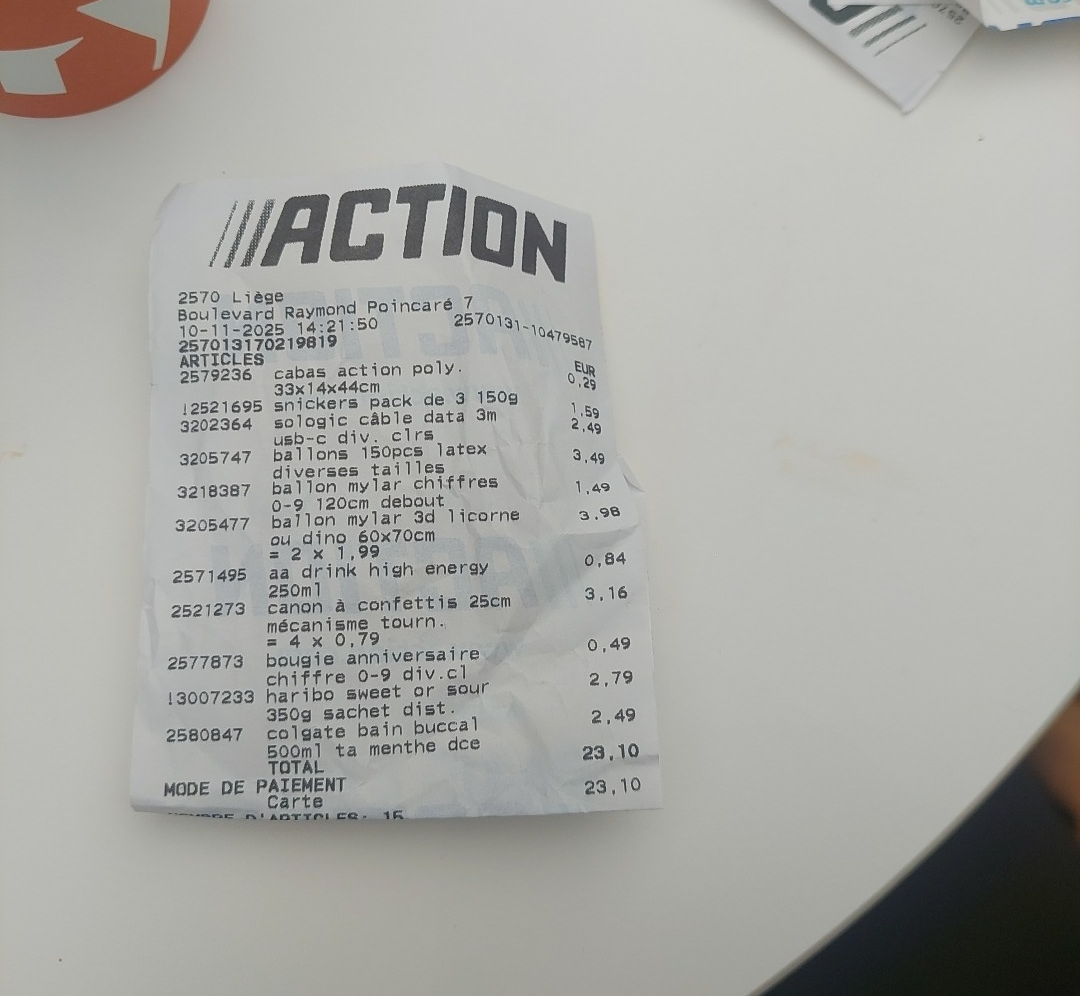 ACTION
2570 Liège
Boulevard Raymond Poincaré 7
10-11-2025 14:21:50 2570131-10479587
257013170219819
ARTICLES EUR
2579236 cabas action poly. 0,29
33x14x44cm
!2521695 snickers pack de 3 150g 1,59
3202364 sologic câble data 3m 2,49
usb-c div. clrs
3205747 ballons 150pcs latex 3,49
diverses tailles
3218387 ballon mylar chiffres 1,49
0-9 120cm debout
3205477 ballon mylar 3d licorne 3,98
ou dino 60x70cm
= 2 x 1,99
2571495 aa drink high energy 0,84
250ml
2521273 canon à confettis 25cm 3,16
mécanisme tourn.
= 4 x 0,79
2577873 bougie anniversaire 0,49
chiffre 0-9 div.cl
!3007233 haribo sweet or sour 2,79
350g sachet dist.
2580847 colgate bain buccal 2,49
500ml ta menthe dce
TOTAL 23,10
MODE DE PAIEMENT
Carte 23,10
NOMBRE D'ARTICLES: 15